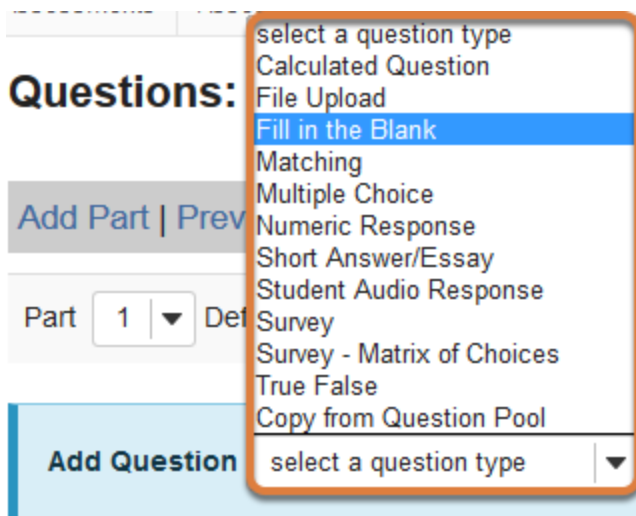 select a question type
Calculated Question
Questions:
File Upload
Fill in the Blank
Matching
Multiple Choice
Add Part | Prev
Numeric Response
Short Answer/Essay
Student Audio Response
Part 1 Def
Survey
Survey - Matrix of Choices
True False
Copy from Question Pool
Add Question select a question type